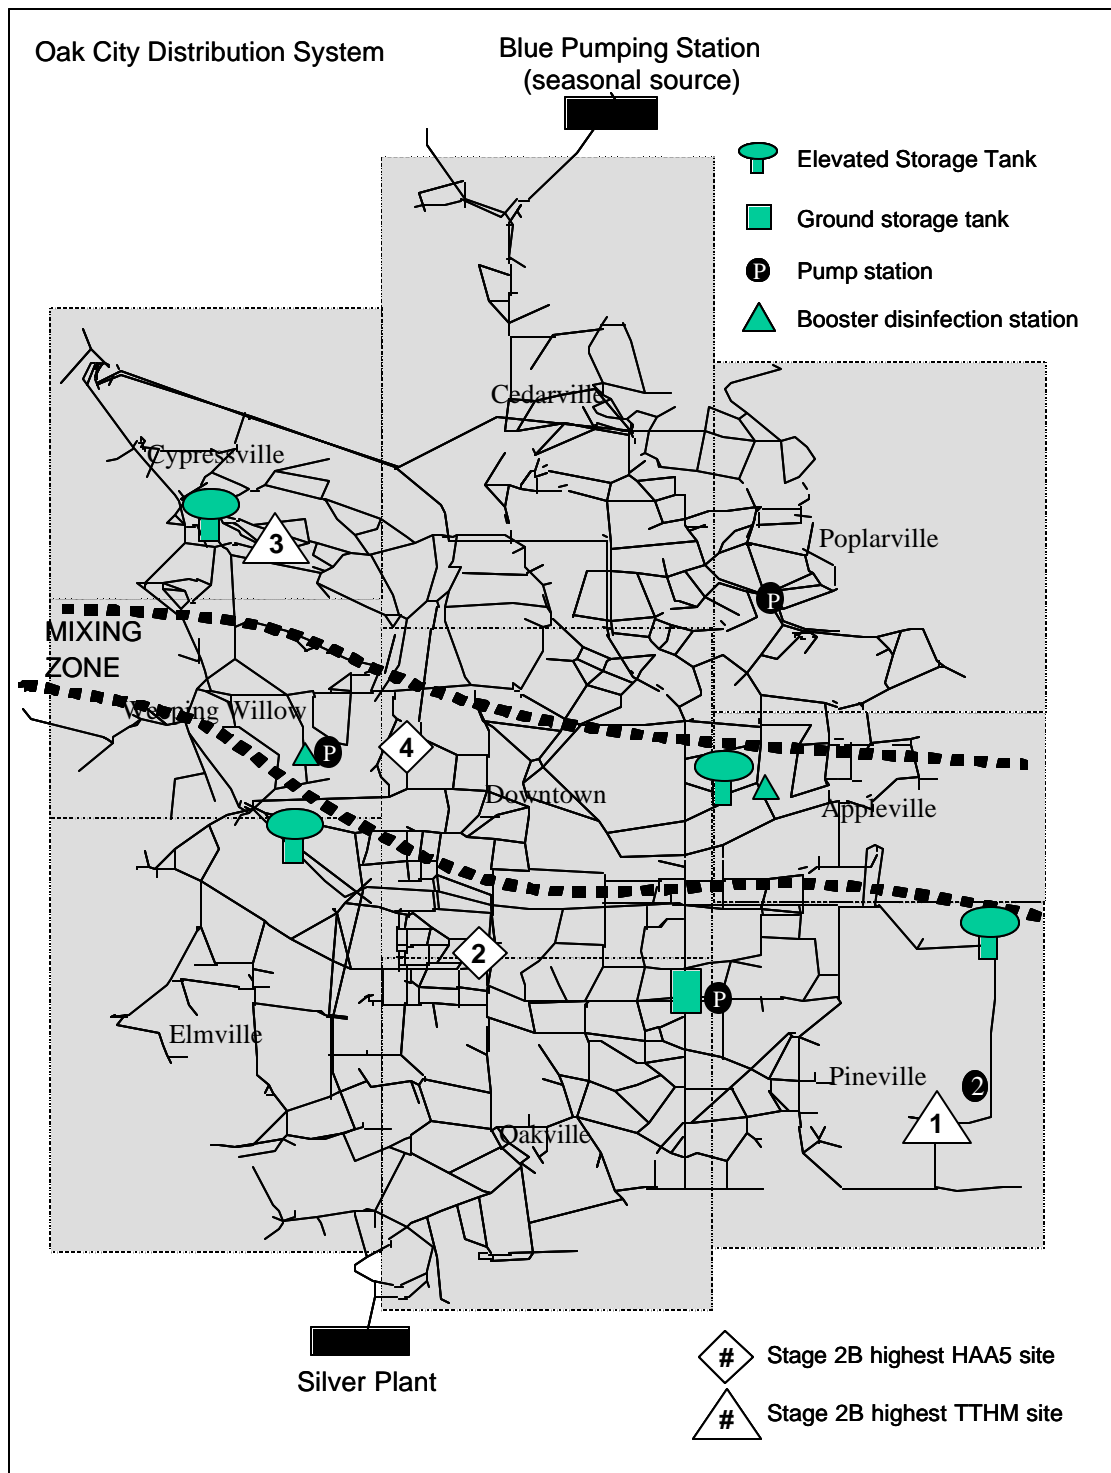 Oak City Distribution System
Blue Pumping Station
(seasonal source)
Elevated Storage Tank
Ground storage tank
P Pump station
Booster disinfection station
Cedarville
Cypressville
3
Poplarville
P
MIXING
ZONE
Weeping Willow
P
4
Downtown
Appleville
2
P
Elmville
Pineville
2
1
Oakville
Silver Plant
# Stage 2B highest HAA5 site
# Stage 2B highest TTHM site